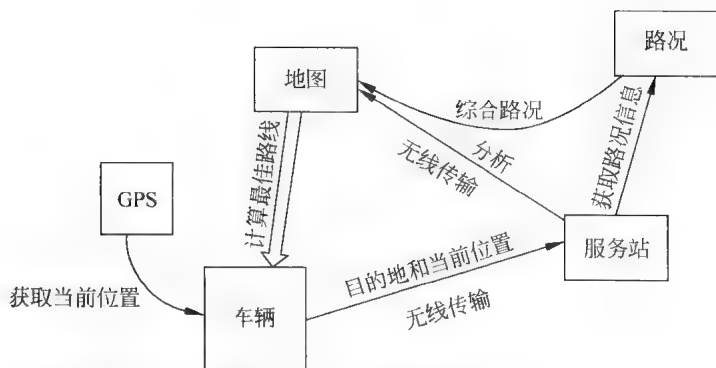 路况
地图
综合路况
获取路况信息
分析
无线传输
计算最佳路线
GPS
服务站
目的地和当前位置
获取当前位置
车辆
无线传输